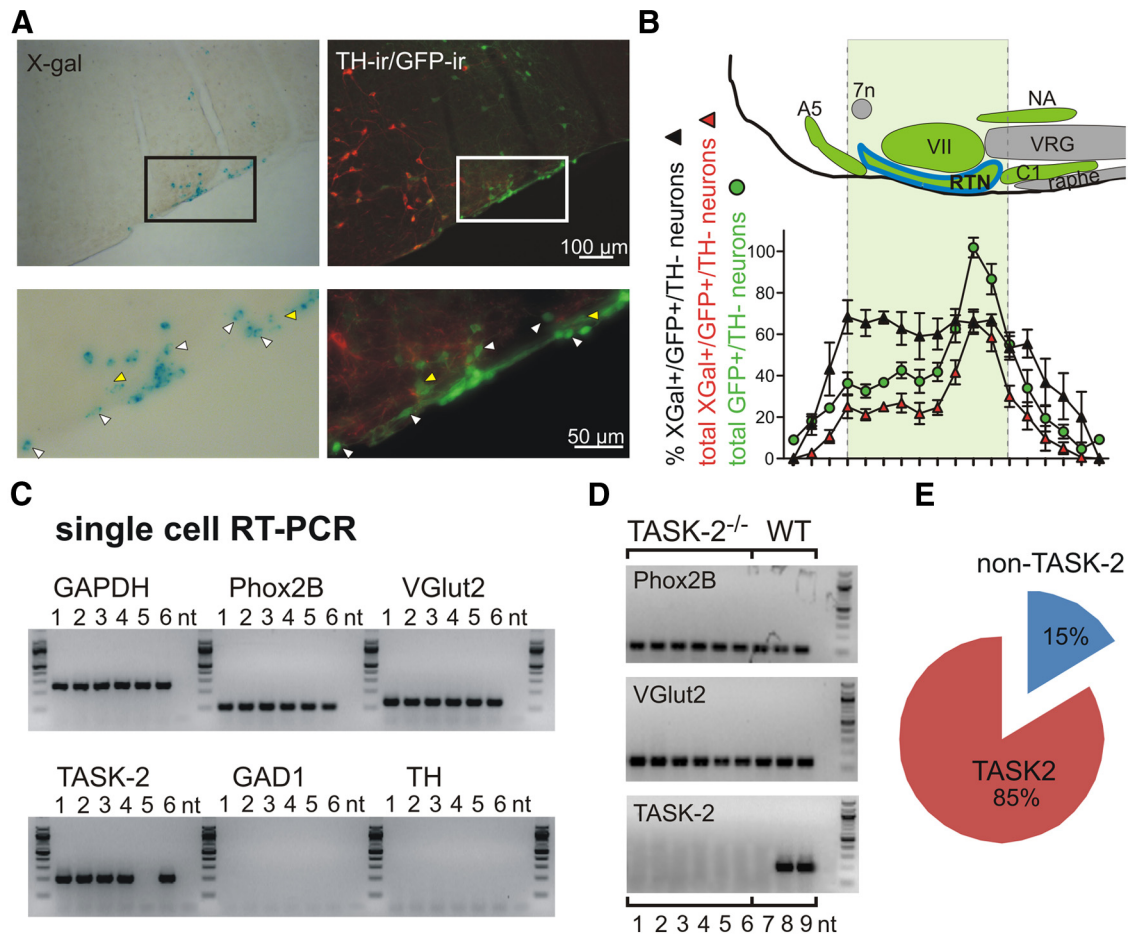 A
X-gal
TH-ir/GFP-ir
100 µm
50 µm
B
% XGal+/GFP+/TH- neurons
total XGal+/GFP+/TH- neurons
total GFP+/TH- neurons
7n
A5
NA
VII
VRG
RTN
C1
raphe
100
80
60
40
20
0
C
single cell RT-PCR
GAPDH
Phox2B
VGlut2
1 2 3 4 5 6 nt
1 2 3 4 5 6 nt
1 2 3 4 5 6 nt
TASK-2
GAD1
TH
1 2 3 4 5 6 nt
1 2 3 4 5 6 nt
1 2 3 4 5 6 nt
D
TASK-2-/-
WT
Phox2B
VGlut2
TASK-2
1 2 3 4 5 6 7 8 9 nt
E
non-TASK-2
15%
TASK2
85%